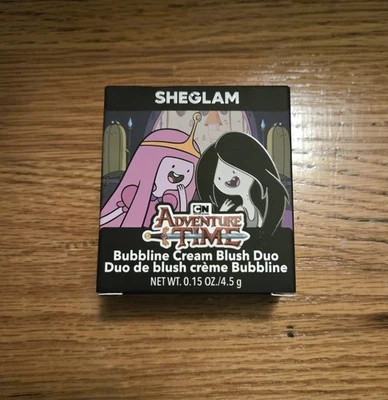 SHEGLAM
CN
ADVENTURE
TIME
Bubbline Cream Blush Duo
Duo de blush crème Bubbline
NET WT. 0.15 OZ./4.5 g